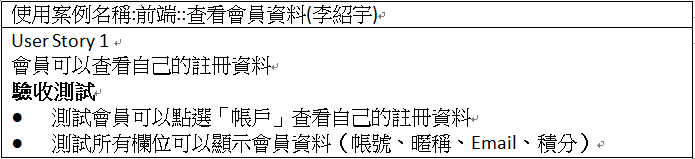 使用案例名稱:前端::查看會員資料(李紹宇)
User Story 1
會員可以查看自己的註冊資料
驗收測試
● 測試會員可以點選「帳戶」查看自己的註冊資料
● 測試所有欄位可以顯示會員資料（帳號、暱稱、Email、積分）